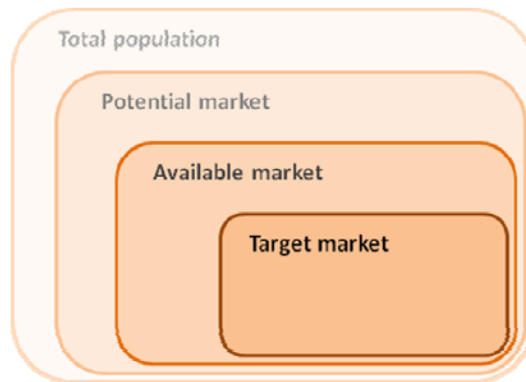 Total population
Potential market
Available market
Target market